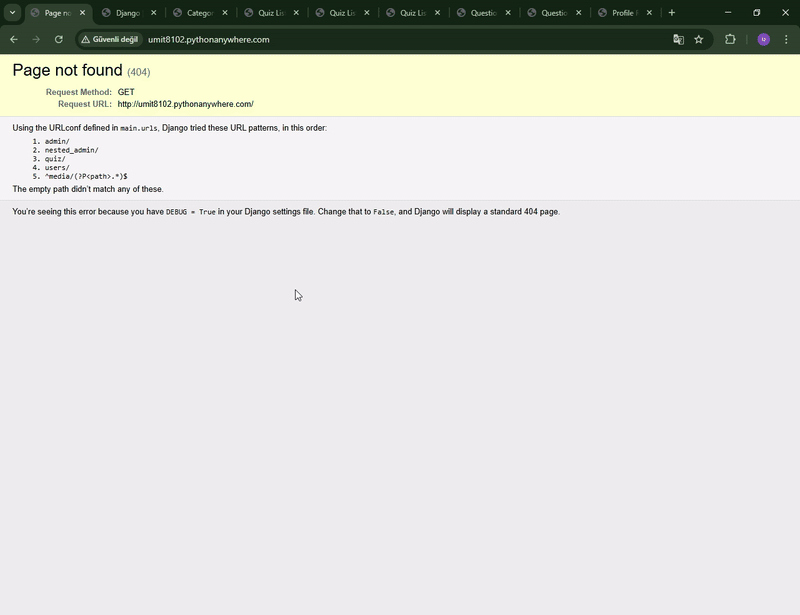 Page no
Django
Categor
Quiz Lis
Quiz Lis
Quiz Lis
Questio
Questio
Profile
Güvenli değil
umit8102.pythonanywhere.com
Page not found (404)
Request Method: GET
Request URL: http://umit8102.pythonanywhere.com/
Using the URLconf defined in main.urls, Django tried these URL patterns, in this order:
1. admin/
2. nested_admin/
3. quiz/
4. users/
5. ^media/(?P<path>.*)$
The empty path didn't match any of these.
You're seeing this error because you have DEBUG = True in your Django settings file. Change that to False, and Django will display a standard 404 page.